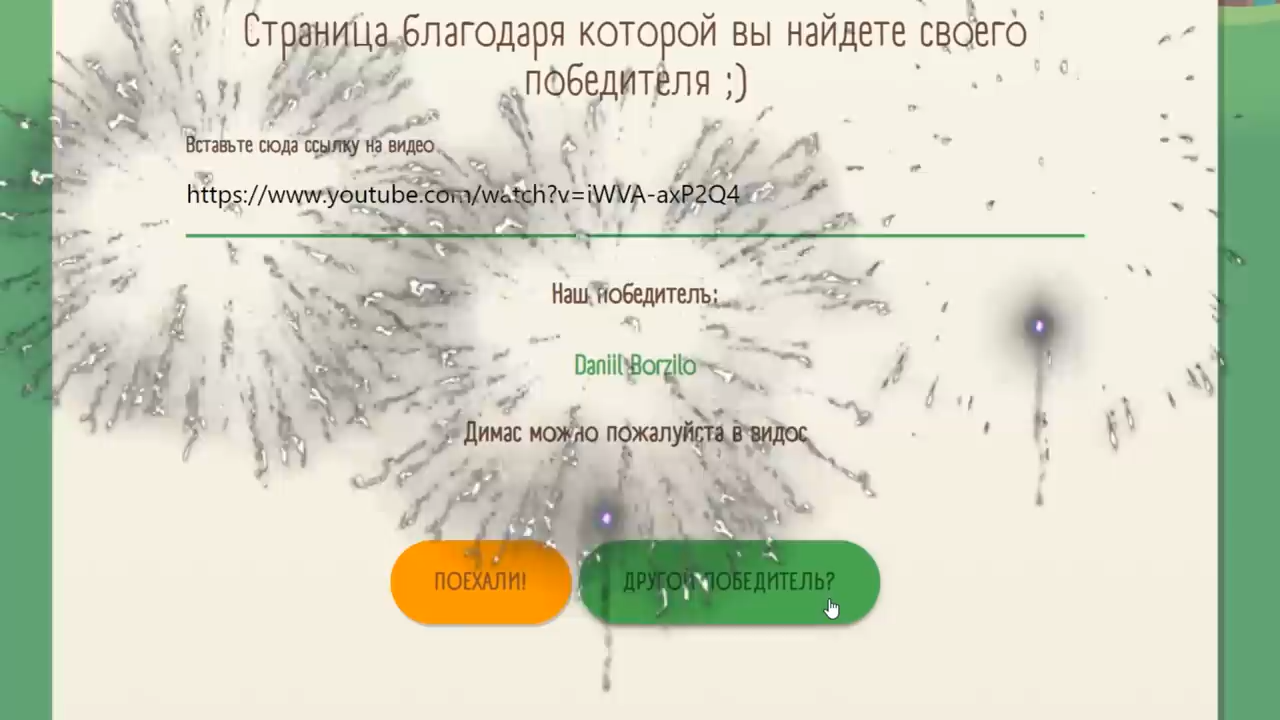 Страница благодаря которой вы найдете своего
победителя ;)
Вставьте сюда ссылку на видео
https://www.youtube.com/watch?v=iWVA-axP2Q4
Наш победитель:
Daniil Borzilo
Димас можно пожалуйста в видос
ПОЕХАЛИ!
ДРУГОЙ ПОБЕДИТЕЛЬ?